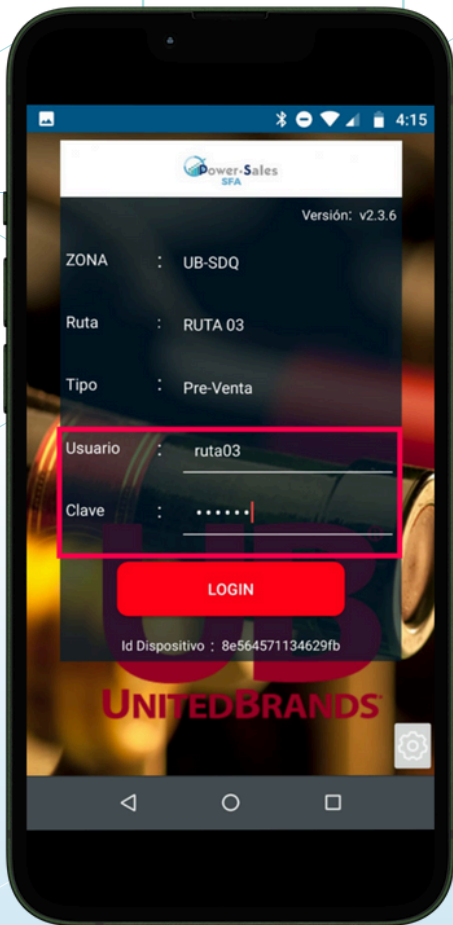 4:15
Power-Sales
SFA
Versión: v2.3.6
ZONA : UB-SDQ
Ruta : RUTA 03
Tipo : Pre-Venta
Usuario : ruta03
Clave : ••••••
LOGIN
Id Dispositivo : 8e564571134629fb
UB
UNITEDBRANDS